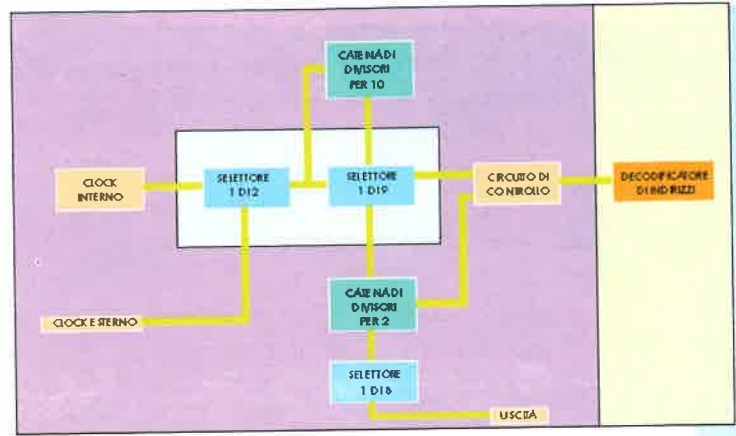 CATENA DI
DIVISORI
PER 10
CLOCK
INTERNO
SELETTORE
1 DI 2
SELETTORE
1 DI 9
CIRCUITO DI
CONTROLLO
DECODIFICATORE
DI INDIRIZZI
CATENA DI
DIVISORI
PER 2
CLOCK ESTERNO
SELETTORE
1 DI 8
USCITA